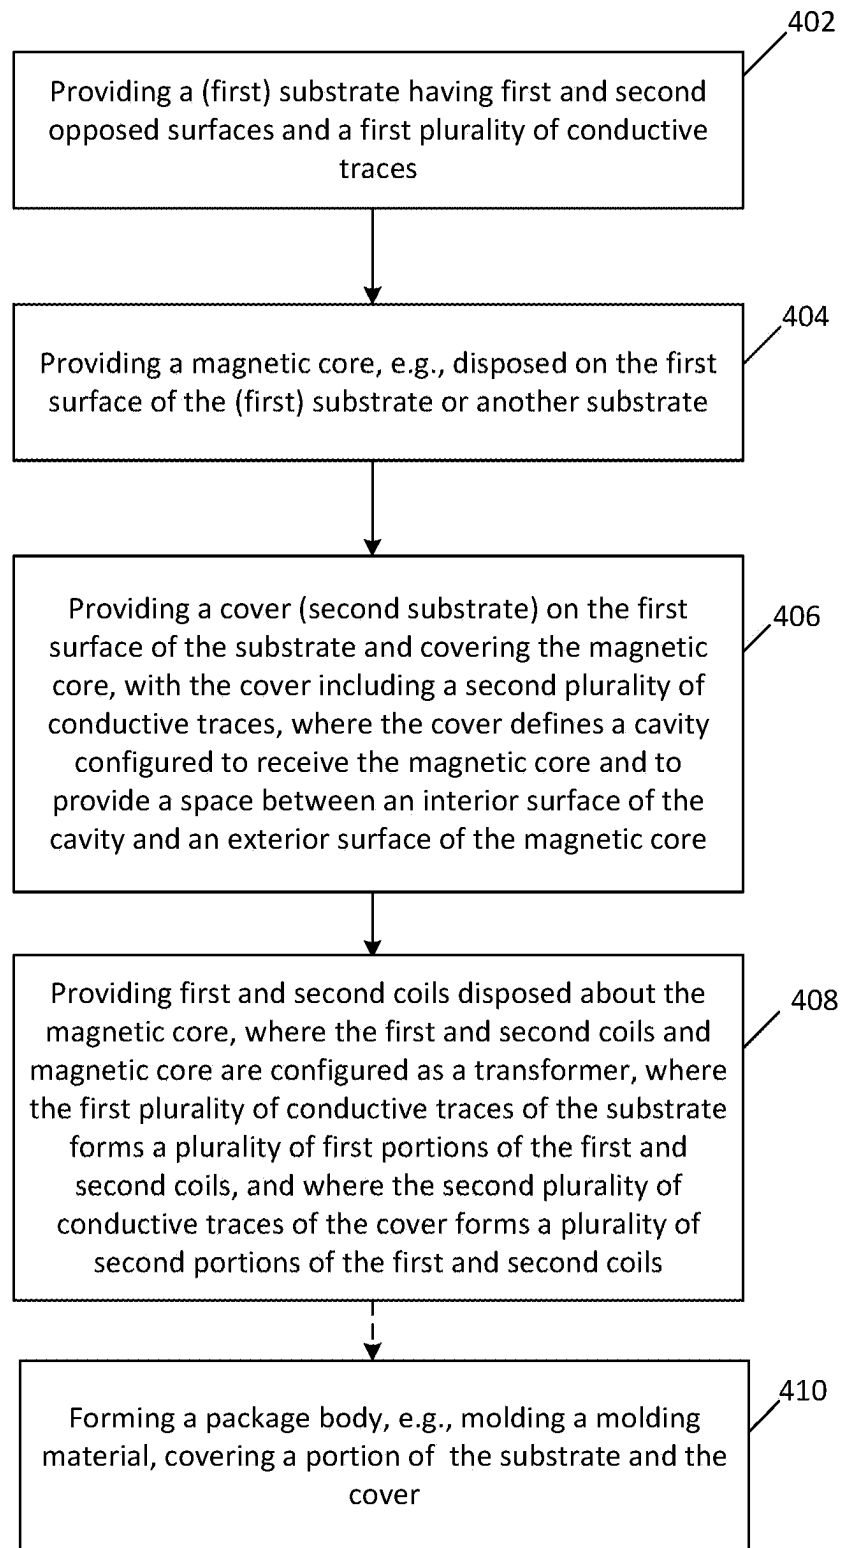 402
Providing a (first) substrate having first and second
opposed surfaces and a first plurality of conductive
traces
404
Providing a magnetic core, e.g., disposed on the first
surface of the (first) substrate or another substrate
406
Providing a cover (second substrate) on the first
surface of the substrate and covering the magnetic
core, with the cover including a second plurality of
conductive traces, where the cover defines a cavity
configured to receive the magnetic core and to
provide a space between an interior surface of the
cavity and an exterior surface of the magnetic core
408
Providing first and second coils disposed about the
magnetic core, where the first and second coils and
magnetic core are configured as a transformer, where
the first plurality of conductive traces of the substrate
forms a plurality of first portions of the first and
second coils, and where the second plurality of
conductive traces of the cover forms a plurality of
second portions of the first and second coils
410
Forming a package body, e.g., molding a molding
material, covering a portion of the substrate and the
cover